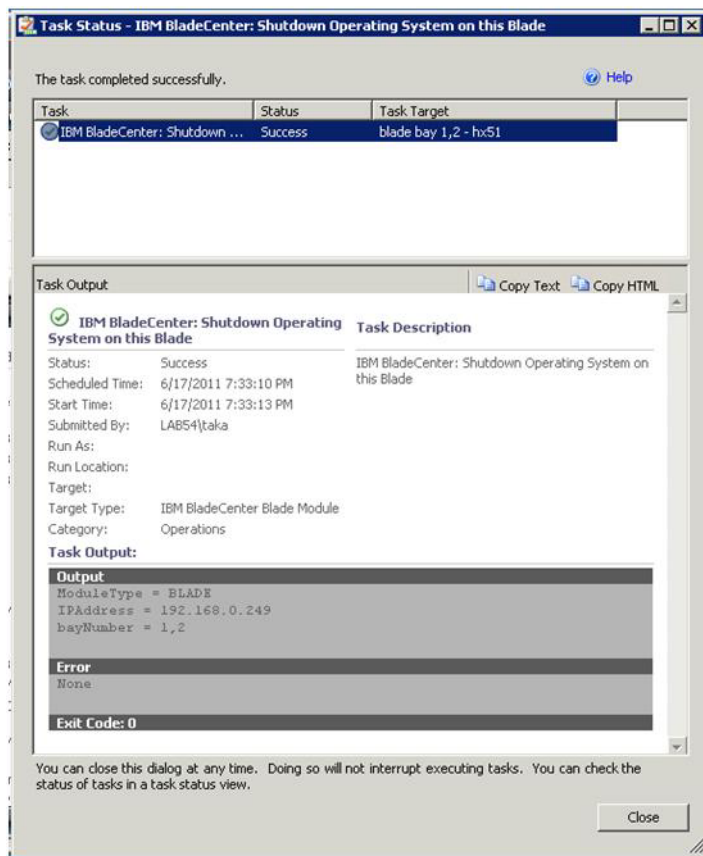 Task Status - IBM BladeCenter: Shutdown Operating System on this Blade
The task completed successfully.
Help
Task Status Task Target
IBM BladeCenter: Shutdown ... Success blade bay 1,2 - hx51
Task Output Copy Text Copy HTML
IBM BladeCenter: Shutdown Operating
System on this Blade
Task Description
IBM BladeCenter: Shutdown Operating System on
this Blade
Status: Success
Scheduled Time: 6/17/2011 7:33:10 PM
Start Time: 6/17/2011 7:33:13 PM
Submitted By: LAB54\taka
Run As:
Run Location:
Target:
Target Type: IBM BladeCenter Blade Module
Category: Operations
Task Output:
Output
ModuleType = BLADE
IPAddress = 192.168.0.249
bayNumber = 1,2
Error
None
Exit Code: 0
You can close this dialog at any time. Doing so will not interrupt executing tasks. You can check the
status of tasks in a task status view.
Close